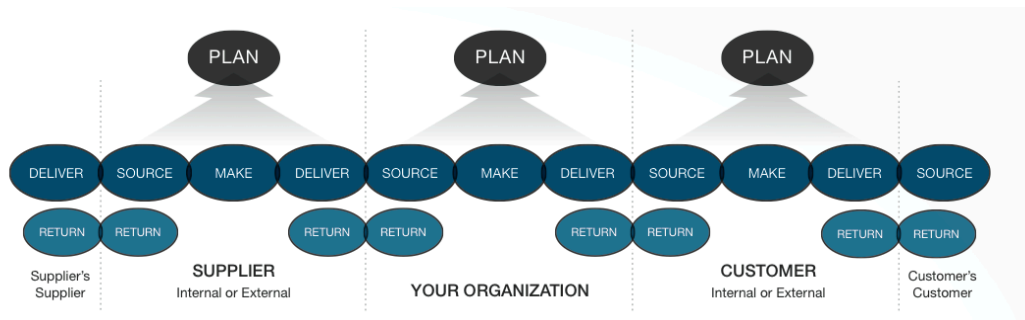 PLAN
PLAN
PLAN
DELIVER SOURCE MAKE DELIVER SOURCE MAKE DELIVER SOURCE MAKE DELIVER SOURCE
RETURN RETURN RETURN RETURN RETURN RETURN RETURN RETURN
Supplier's
Supplier
SUPPLIER
Internal or External
YOUR ORGANIZATION
CUSTOMER
Internal or External
Customer's
Customer